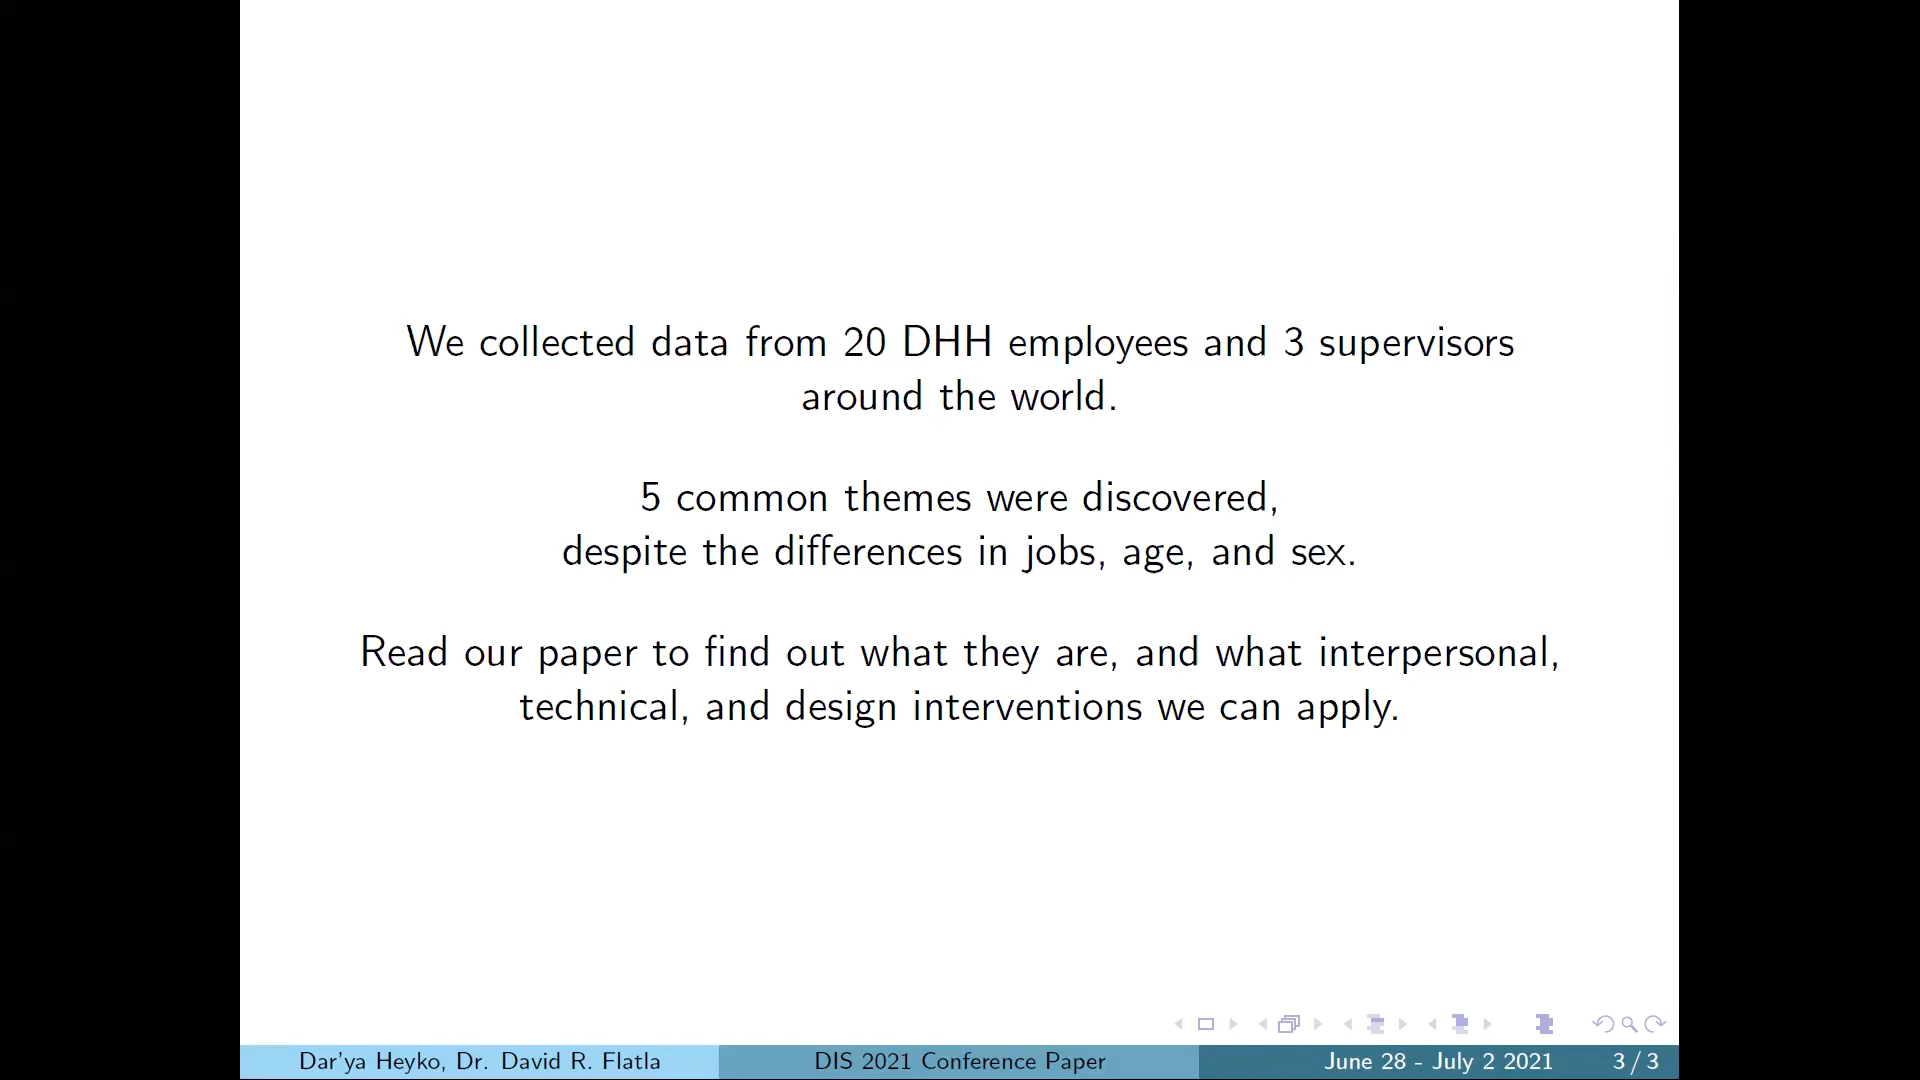 We collected data from 20 DHH employees and 3 supervisors
around the world.
5 common themes were discovered,
despite the differences in jobs, age, and sex.
Read our paper to find out what they are, and what interpersonal,
technical, and design interventions we can apply.
Dar'ya Heyko, Dr. David R. Flatla
DIS 2021 Conference Paper
June 28 - July 2 2021
3 / 3